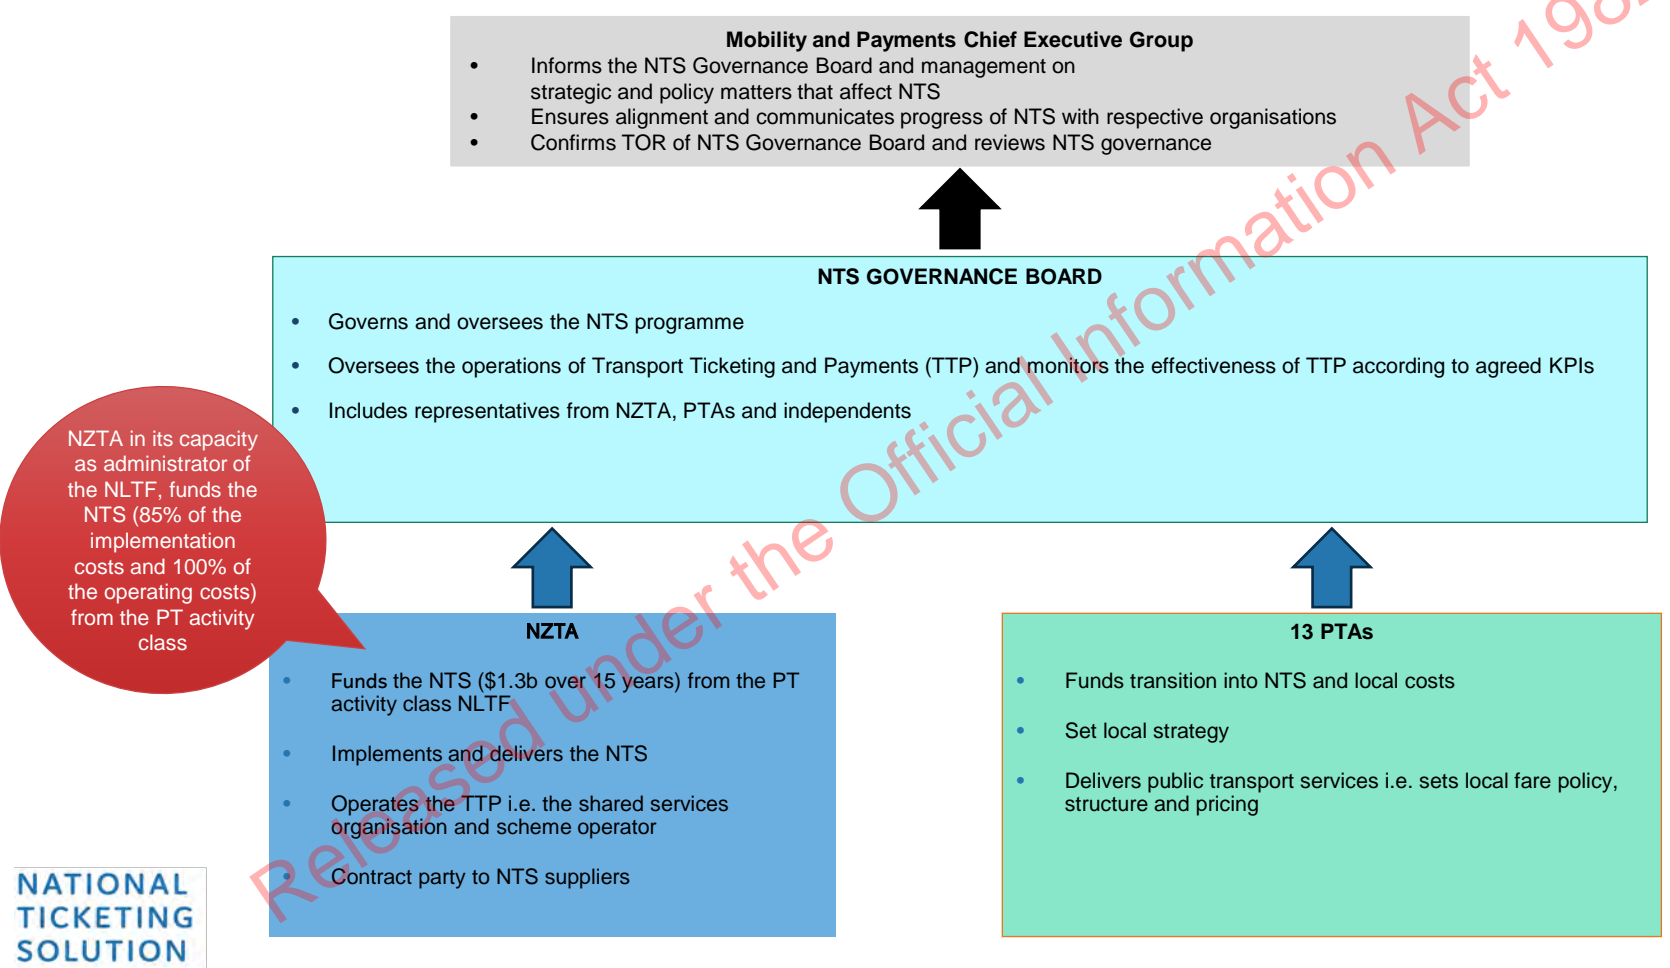 Mobility and Payments Chief Executive Group
• Informs the NTS Governance Board and management on
strategic and policy matters that affect NTS
• Ensures alignment and communicates progress of NTS with respective organisations
• Confirms TOR of NTS Governance Board and reviews NTS governance
NTS GOVERNANCE BOARD
• Governs and oversees the NTS programme
• Oversees the operations of Transport Ticketing and Payments (TTP) and monitors the effectiveness of TTP according to agreed KPIs
• Includes representatives from NZTA, PTAs and independents
NZTA in its capacity
as administrator of
the NLTF, funds the
NTS (85% of the
implementation
costs and 100% of
the operating costs)
from the PT activity
class
NZTA
• Funds the NTS ($1.3b over 15 years) from the PT
activity class NLTF
• Implements and delivers the NTS
• Operates the TTP i.e. the shared services
organisation and scheme operator
• Contract party to NTS suppliers
13 PTAs
• Funds transition into NTS and local costs
• Set local strategy
• Delivers public transport services i.e. sets local fare policy,
structure and pricing
NATIONAL
TICKETING
SOLUTION
Released under the Official Information Act